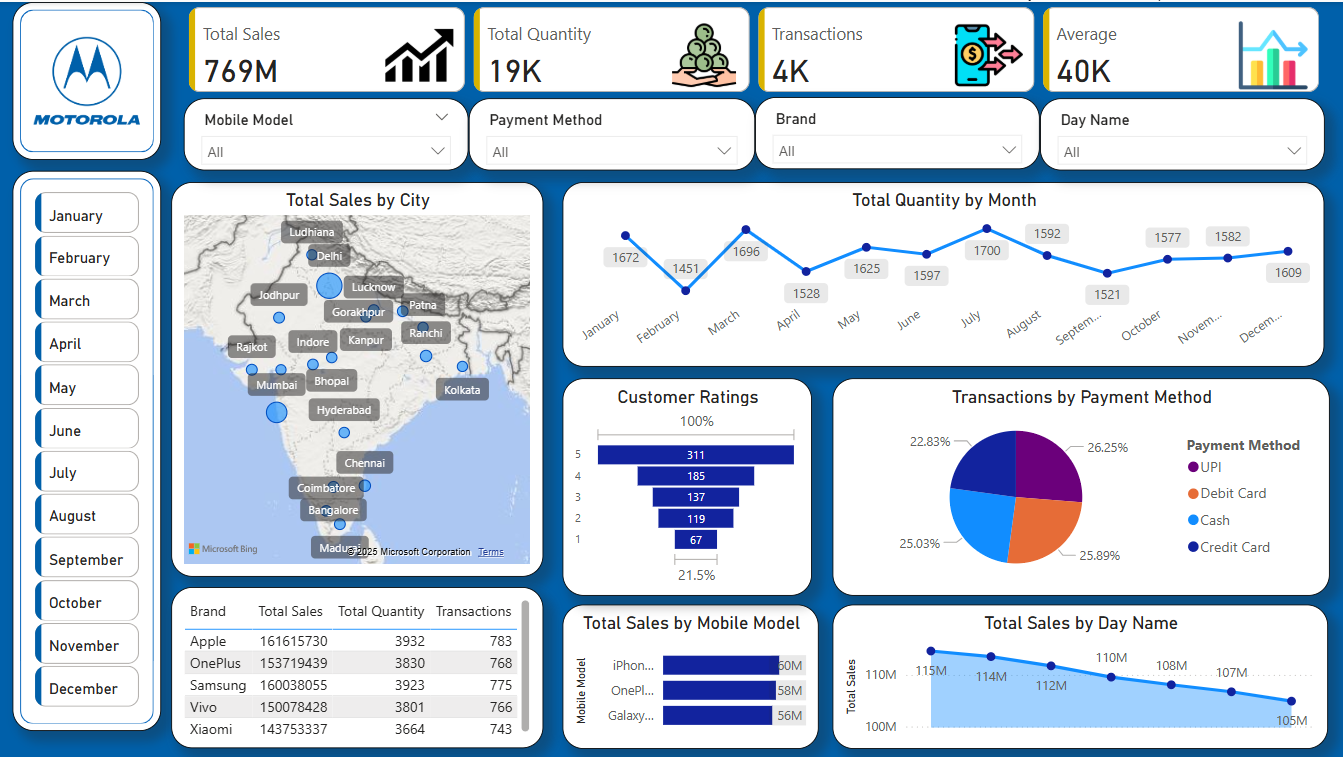 MOTOROLA
Total Sales
769M
Total Quantity
19K
Transactions
4K
Average
40K
Mobile Model
All
Payment Method
All
Brand
All
Day Name
All
January
February
March
April
May
June
July
August
September
October
November
December
Total Sales by City
Ludhiana
Delhi
Lucknow
Jodhpur
Gorakhpur
Patna
Ranchi
Rajkot
Indore
Kanpur
Mumbai
Bhopal
Kolkata
Hyderabad
Chennai
Coimbatore
Bangalore
Microsoft Bing
© 2025 Microsoft Corporation Terms
Total Quantity by Month
1672
1451
1696
1528
1625
1597
1700
1592
1521
1577
1582
1609
January
February
March
April
May
June
July
August
Septem...
October
Novem...
Decem...
Customer Ratings
100%
5 311
4 185
3 137
2 119
1 67
21.5%
Transactions by Payment Method
22.83%
26.25%
25.03%
25.89%
Payment Method
UPI
Debit Card
Cash
Credit Card
Brand Total Sales Total Quantity Transactions
Apple 161615730 3932 783
OnePlus 153719439 3830 768
Samsung 160038055 3923 775
Vivo 150078428 3801 766
Xiaomi 143753337 3664 743
Total Sales by Mobile Model
Mobile Model
iPhon... 60M
OnePl... 58M
Galaxy... 56M
Total Sales by Day Name
Total Sales
110M
100M
115M
114M
112M
110M
108M
107M
105M